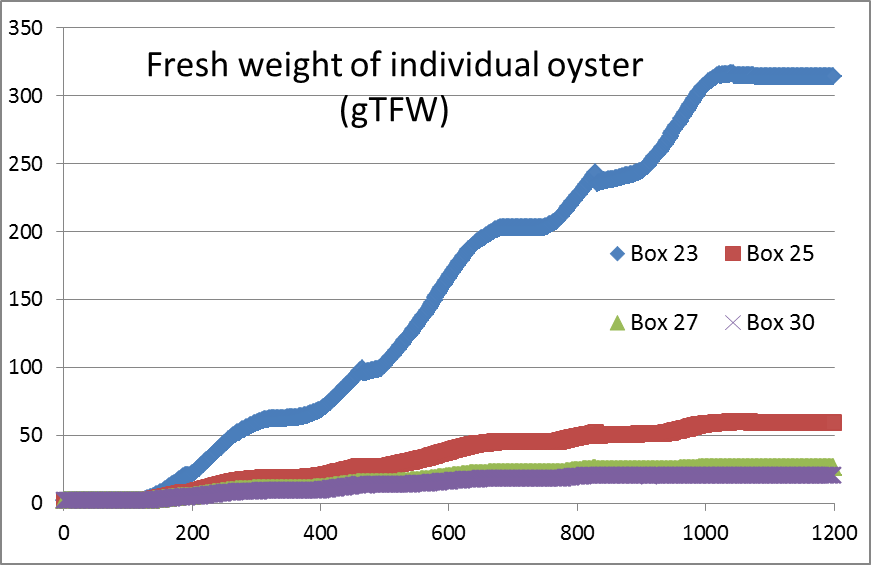 Fresh weight of individual oyster
(gTFW)
350
300
250
200
150
100
50
0
Box 23 Box 25
Box 27 Box 30
0 200 400 600 800 1000 1200